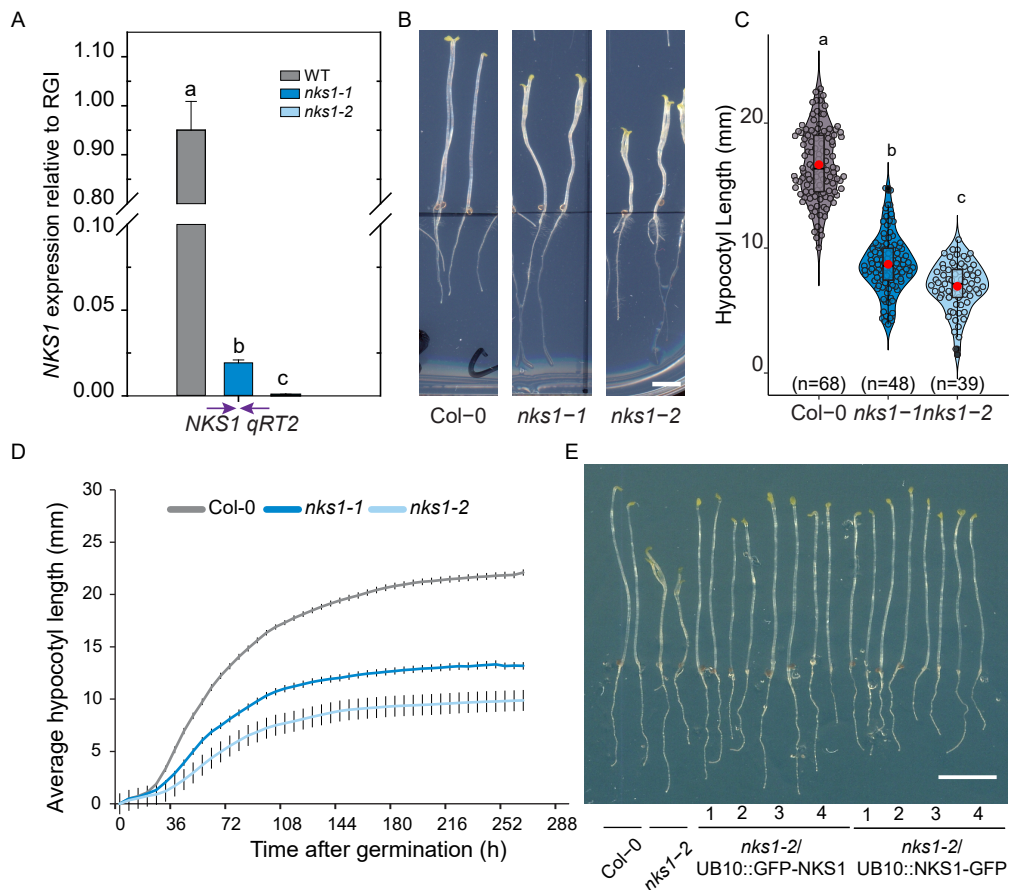 A
NKS1 expression relative to RGI
1.10
1.00
0.90
0.80
0.10
0.05
0.00
WT
nks1-1
nks1-2
a
b
c
NKS1 qRT2
B
Col-0
nks1-1
nks1-2
C
Hypocotyl Length (mm)
20
10
0
a
b
c
(n=68)
(n=48)
(n=39)
Col-0
nks1-1
nks1-2
D
Average hypocotyl length (mm)
30
25
20
15
10
5
0
Col-0
nks1-1
nks1-2
0 36 72 108 144 180 216 252 288
Time after germination (h)
E
1 2 3 4 1 2 3 4
Col-0
nks1-2
nks1-2/
UB10::GFP-NKS1
nks1-2/
UB10::NKS1-GFP